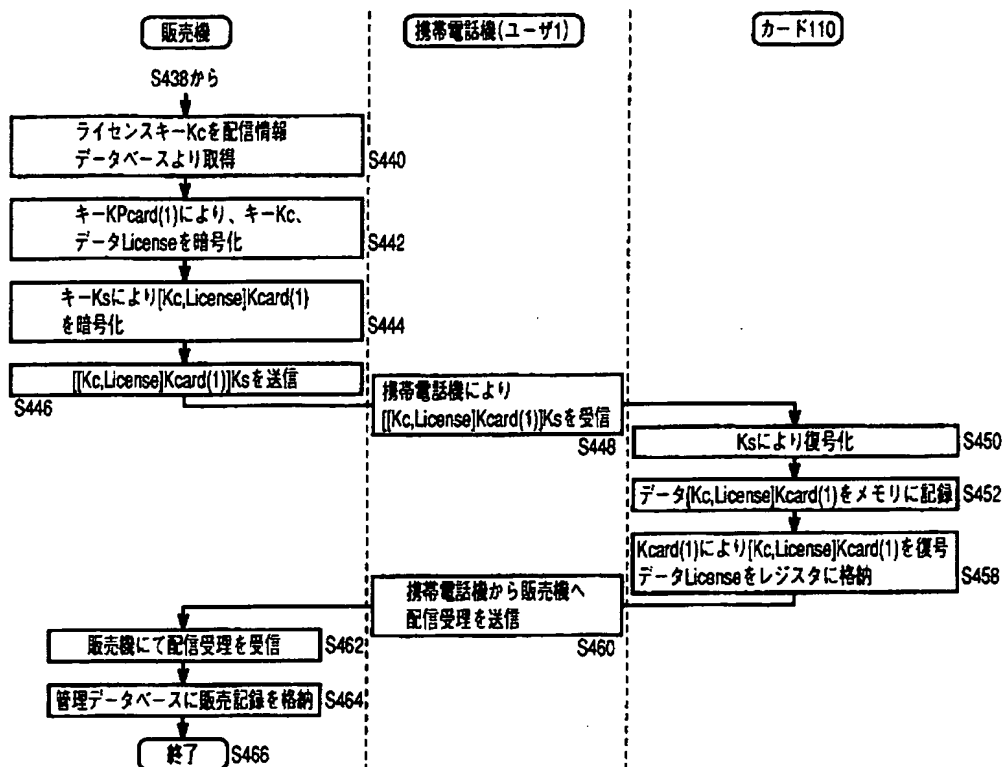 販売機
携帯電話機(ユーザ1)
カード110
S438から
ライセンスキーKcを配信情報
データベースより取得
S440
キーKPcard(1)により、キーKc、
データLicenseを暗号化
S442
キーKsにより[Kc,License]Kcard(1)
を暗号化
S444
[[Kc,License]Kcard(1)]Ksを送信
S446
携帯電話機により
[[Kc,License]Kcard(1)]Ksを受信
S448
Ksにより復号化
S450
データ[Kc,License]Kcard(1)をメモリに記録
S452
Kcard(1)により[Kc,License]Kcard(1)を復号
データLicenseをレジスタに格納
S458
携帯電話機から販売機へ
配信受理を送信
S460
販売機にて配信受理を受信
S462
管理データベースに販売記録を格納
S464
終了
S466